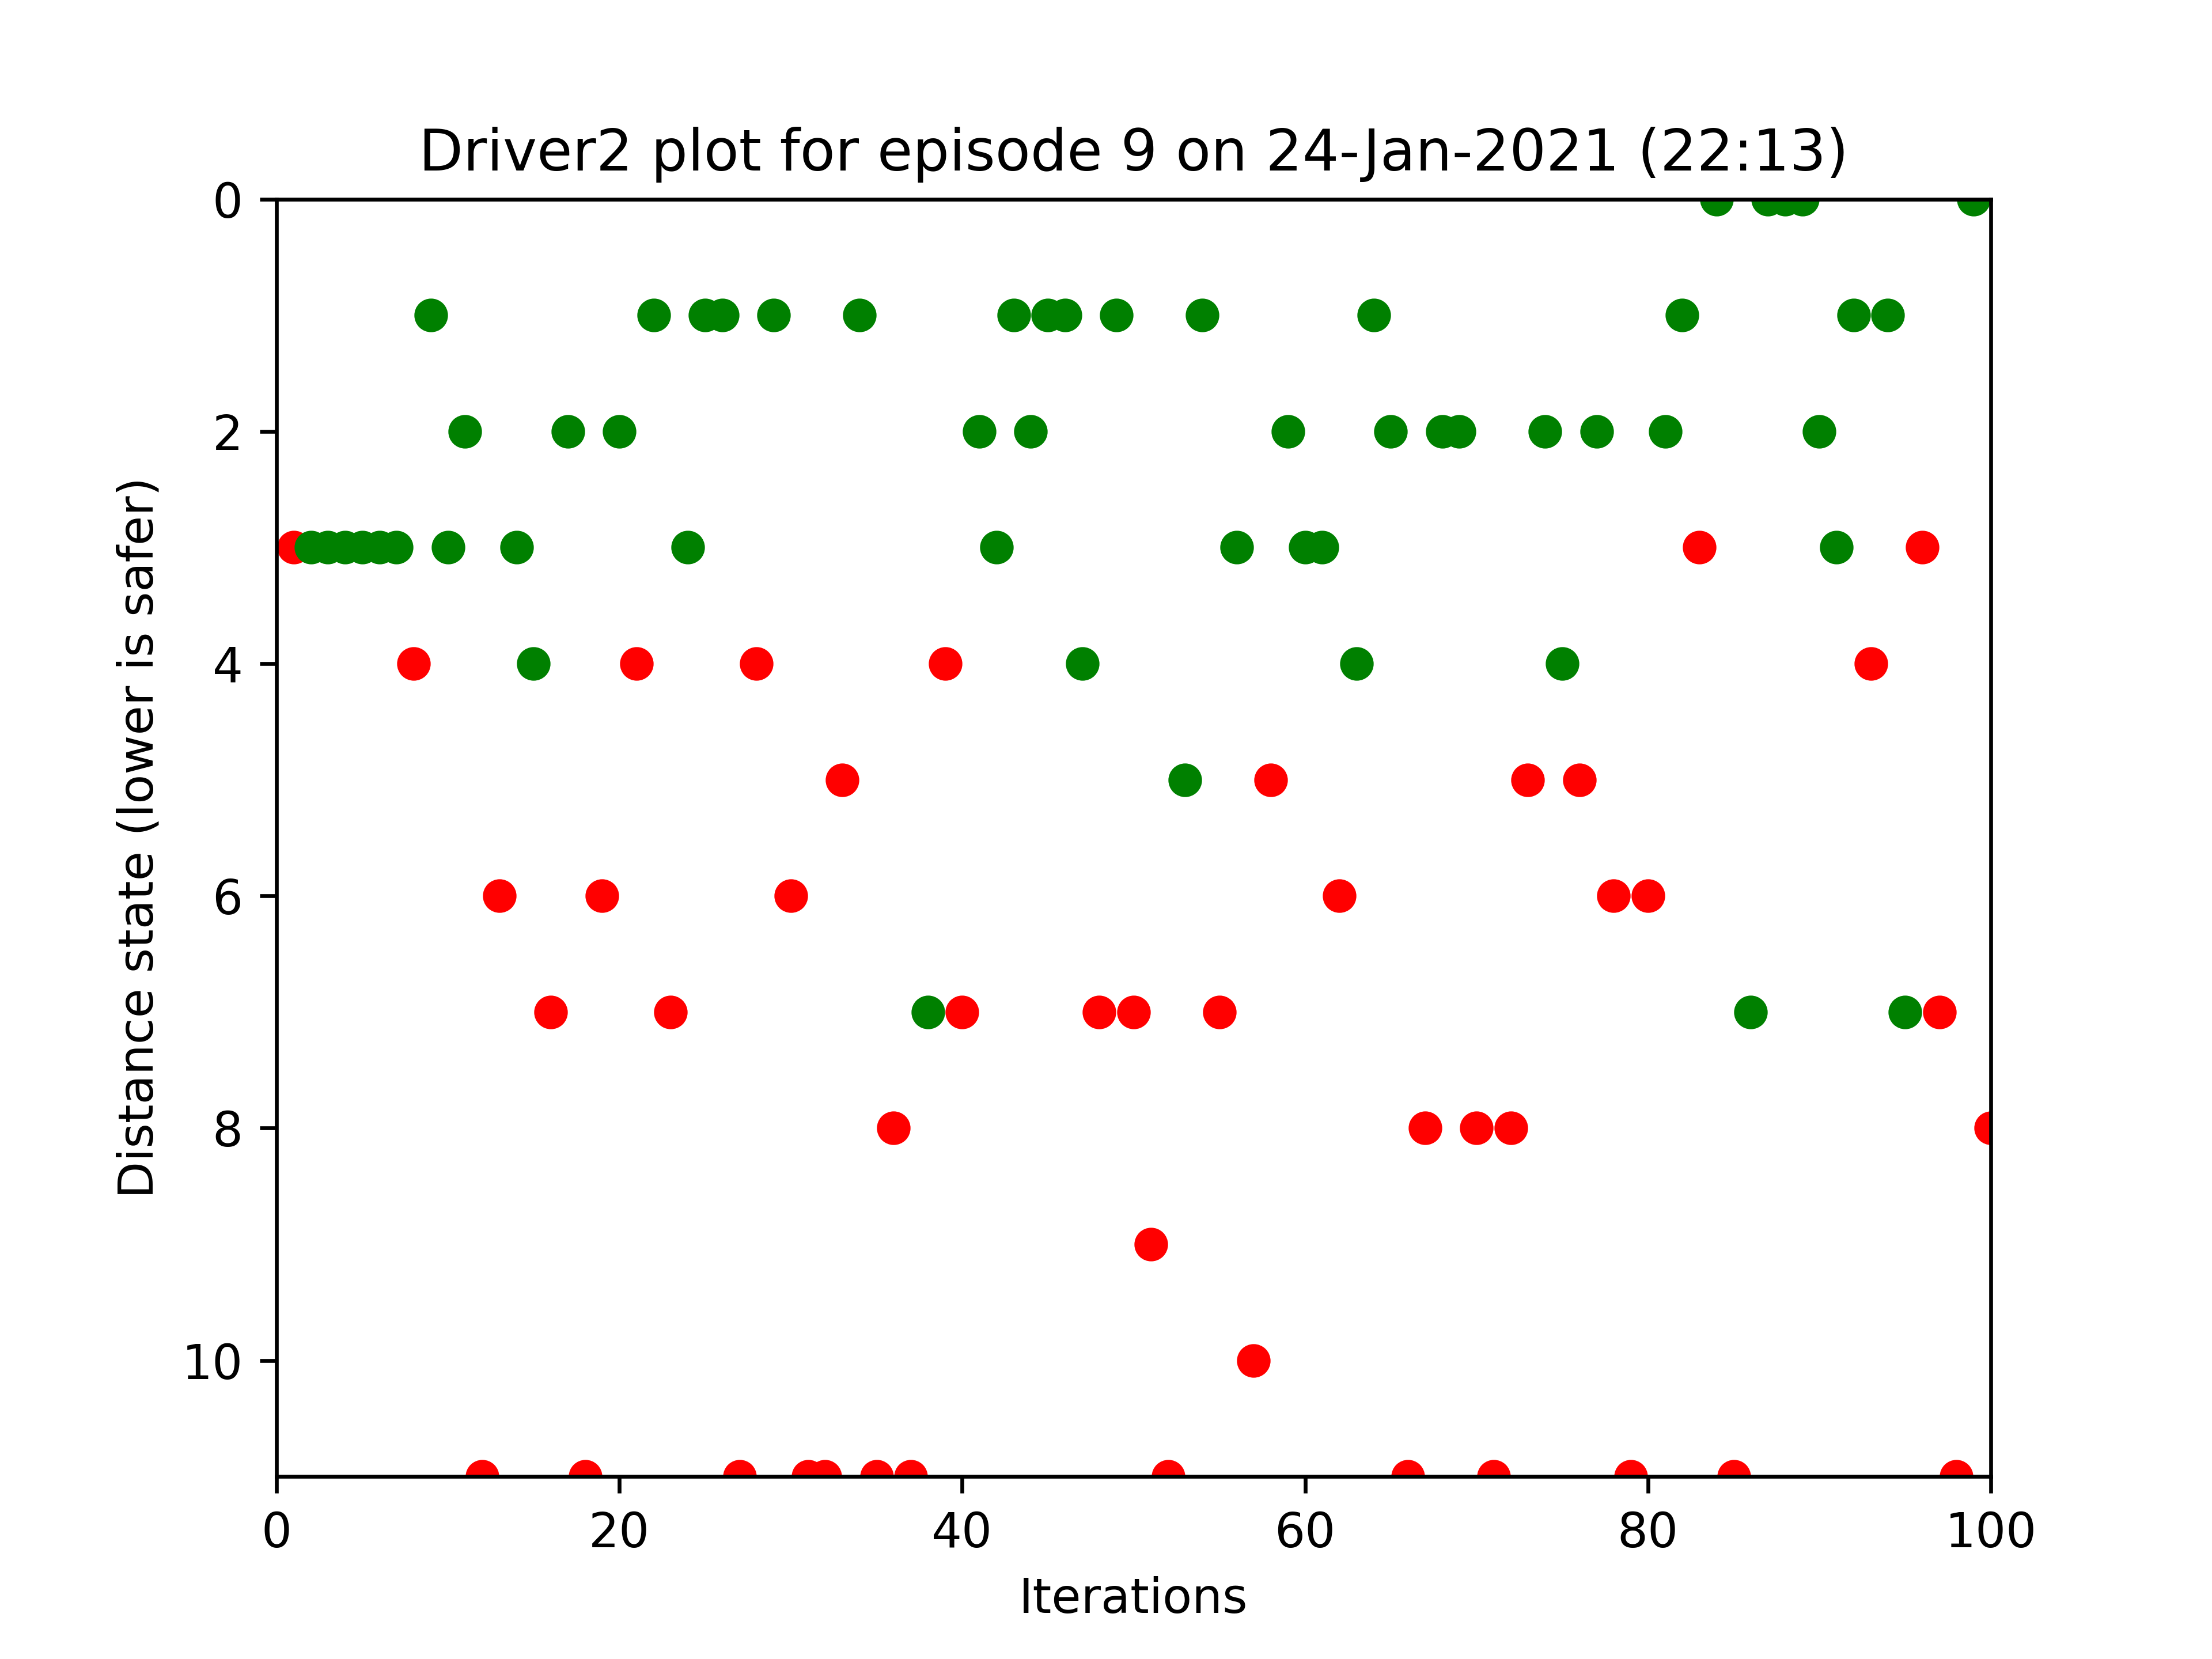 Driver2 plot for episode 9 on 24-Jan-2021 (22:13)
Distance state (lower is safer)
0
2
4
6
8
10
0 20 40 60 80 100
Iterations